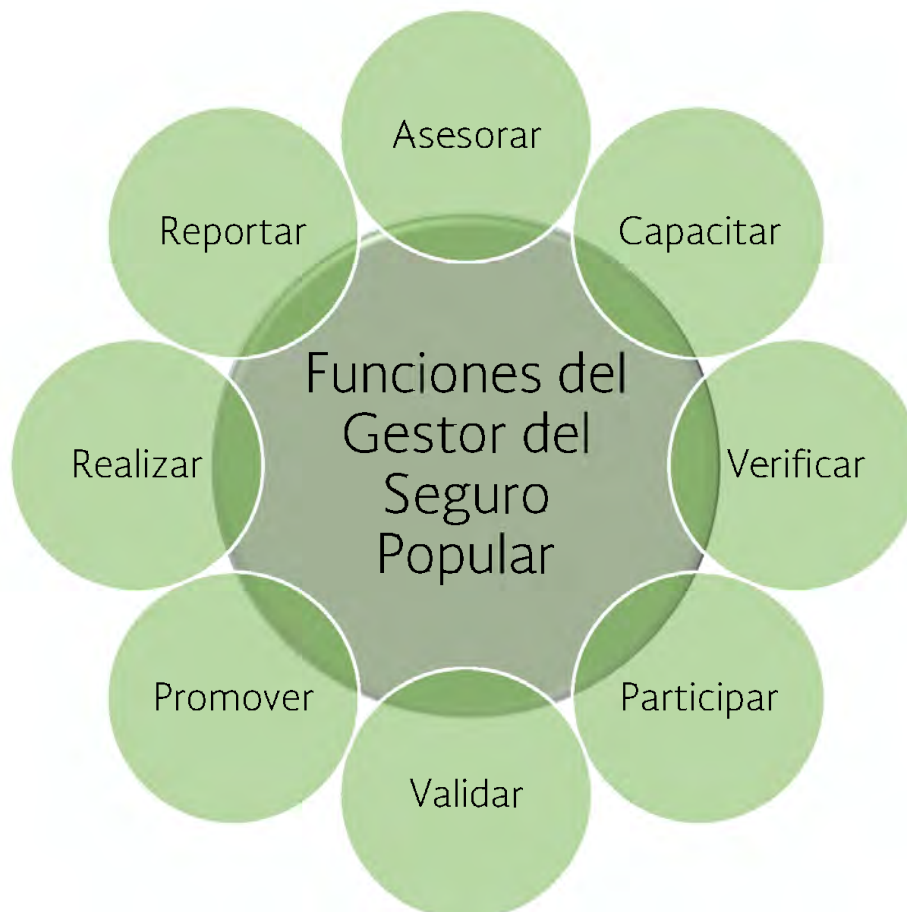 Asesorar
Capacitar
Verificar
Participar
Validar
Promover
Realizar
Reportar
Funciones del
Gestor del
Seguro
Popular